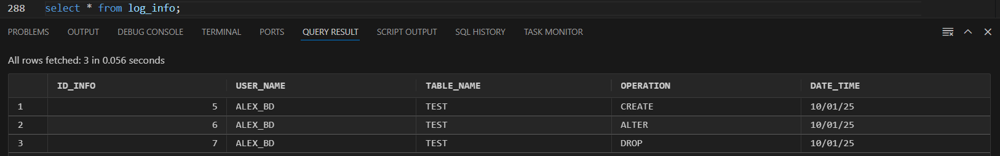 288 select * from log_info;
PROBLEMS OUTPUT DEBUG CONSOLE TERMINAL PORTS QUERY RESULT SCRIPT OUTPUT SQL HISTORY TASK MONITOR
All rows fetched: 3 in 0.056 seconds
ID_INFO USER_NAME TABLE_NAME OPERATION DATE_TIME
1 5 ALEX_BD TEST CREATE 10/01/25
2 6 ALEX_BD TEST ALTER 10/01/25
3 7 ALEX_BD TEST DROP 10/01/25